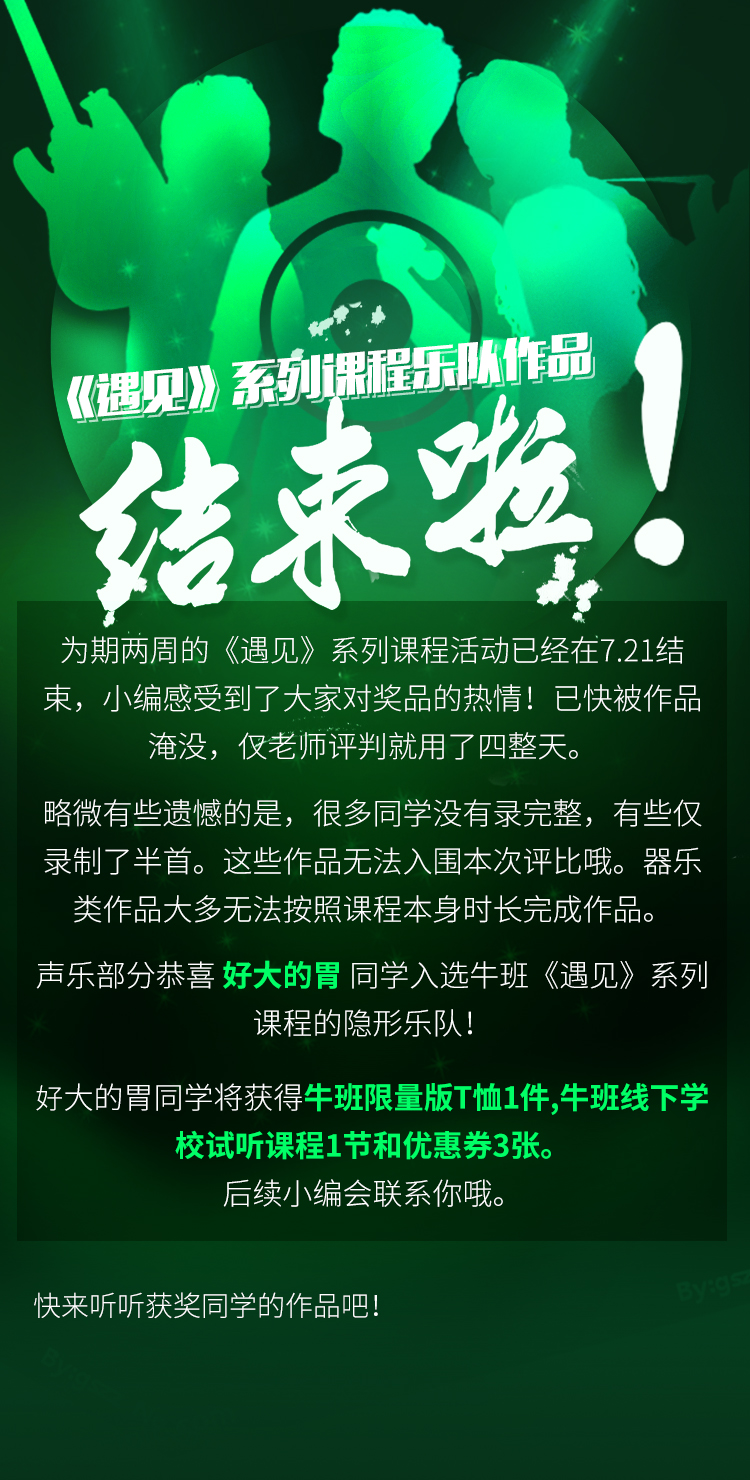 《遇见》系列课程乐队作品
结束啦！
为期两周的《遇见》系列课程活动已经在7.21结
束，小编感受到了大家对奖品的热情！已快被作品
淹没，仅老师评判就用了四整天。
略微有些遗憾的是，很多同学没有录完整，有些仅
录制了半首。这些作品无法入围本次评比哦。器乐
类作品大多无法按照课程本身时长完成作品。
声乐部分恭喜 好大的胃 同学入选牛班《遇见》系列
课程的隐形乐队！
好大的胃同学将获得牛班限量版T恤1件,牛班线下学
校试听课程1节和优惠券3张。
后续小编会联系你哦。
快来听听获奖同学的作品吧！